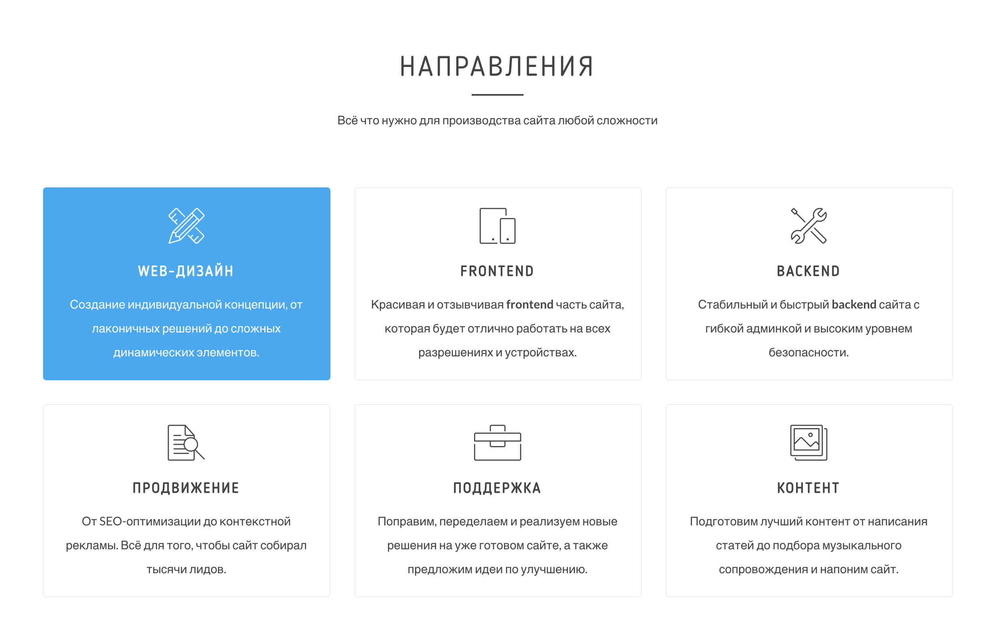 НАПРАВЛЕНИЯ
Всё что нужно для производства сайта любой сложности
WEB-ДИЗАЙН
Создание индивидуальной концепции, от
лаконичных решений до сложных
динамических элементов.
FRONTEND
Красивая и отзывчивая frontend часть сайта,
которая будет отлично работать на всех
разрешениях и устройствах.
BACKEND
Стабильный и быстрый backend сайта с
гибкой админкой и высоким уровнем
безопасности.
ПРОДВИЖЕНИЕ
От SEO-оптимизации до контекстной
рекламы. Всё для того, чтобы сайт собирал
тысячи лидов.
ПОДДЕРЖКА
Поправим, переделаем и реализуем новые
решения на уже готовом сайте, а также
предложим идеи по улучшению.
КОНТЕНТ
Подготовим лучший контент от написания
статей до подбора музыкального
сопровождения и напоним сайт.